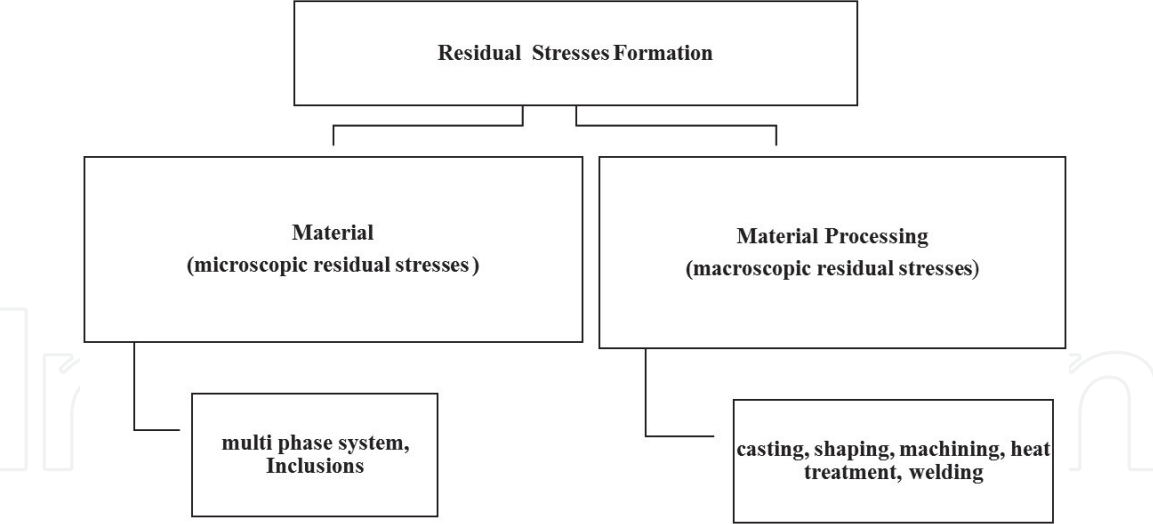 Residual Stresses Formation
Material
(microscopic residual stresses)
Material Processing
(macroscopic residual stresses)
multi phase system,
Inclusions
casting, shaping, machining, heat
treatment, welding